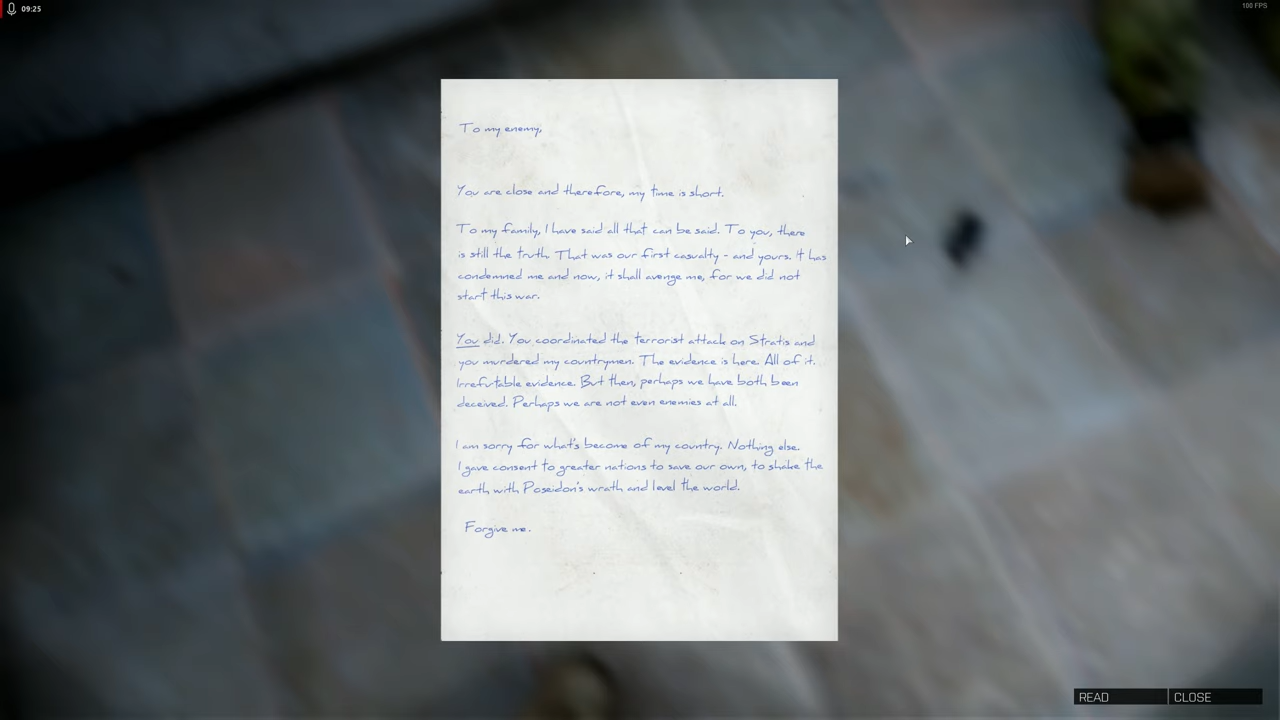 09:25
100 FPS
To my enemy,
You are close and therefore, my time is short.
To my family, I have said all that can be said. To you, there
is still the truth. That was our first casualty - and yours. It has
condemned me and now, it shall avenge me, for we did not
start this war.
You did. You coordinated the terrorist attack on Stratis and
you murdered my countrymen. The evidence is here. All of it.
Irrefutable evidence. But then, perhaps we have both been
deceived. Perhaps we are not even enemies at all.
I am sorry for what's become of my country. Nothing else.
I gave consent to greater nations to save our own, to shake the
earth with Poseidon's wrath and level the world.
Forgive me.
READ
CLOSE